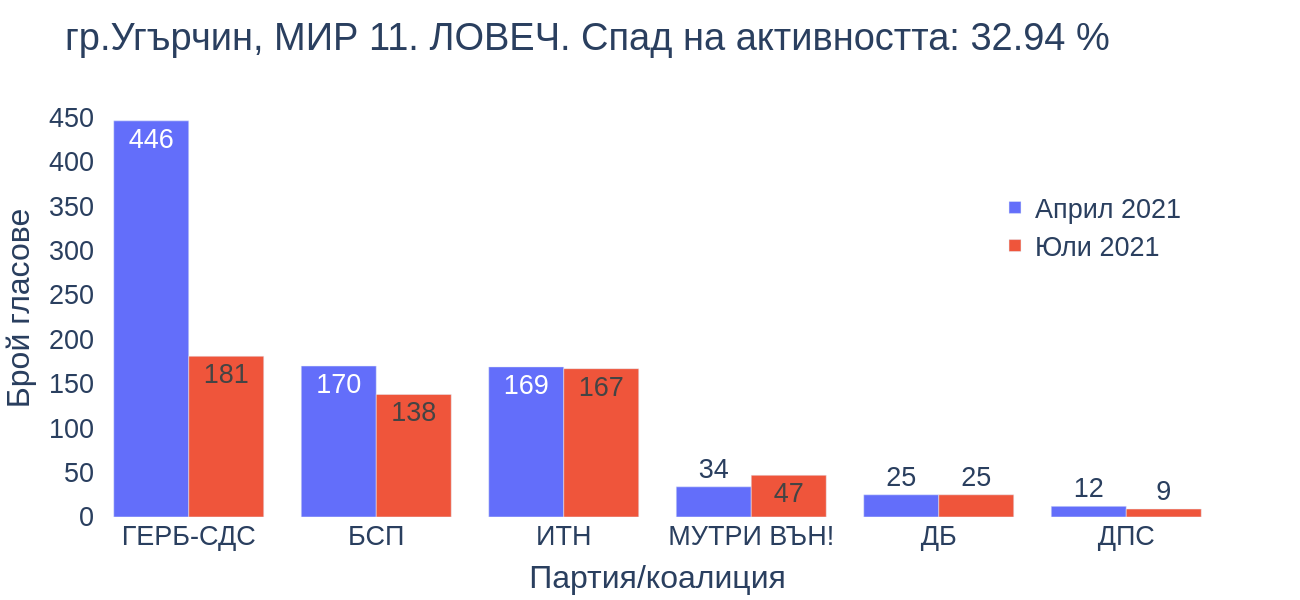 гр.Угърчин, МИР 11. ЛОВЕЧ. Спад на активността: 32.94 %
450
400
350
300
250
200
150
100
50
0
Брой гласове
446
181
170
138
169
167
34
47
25
25
12
9
Април 2021
Юли 2021
ГЕРБ-СДС
БСП
ИТН
МУТРИ ВЪН!
ДБ
ДПС
Партия/коалиция